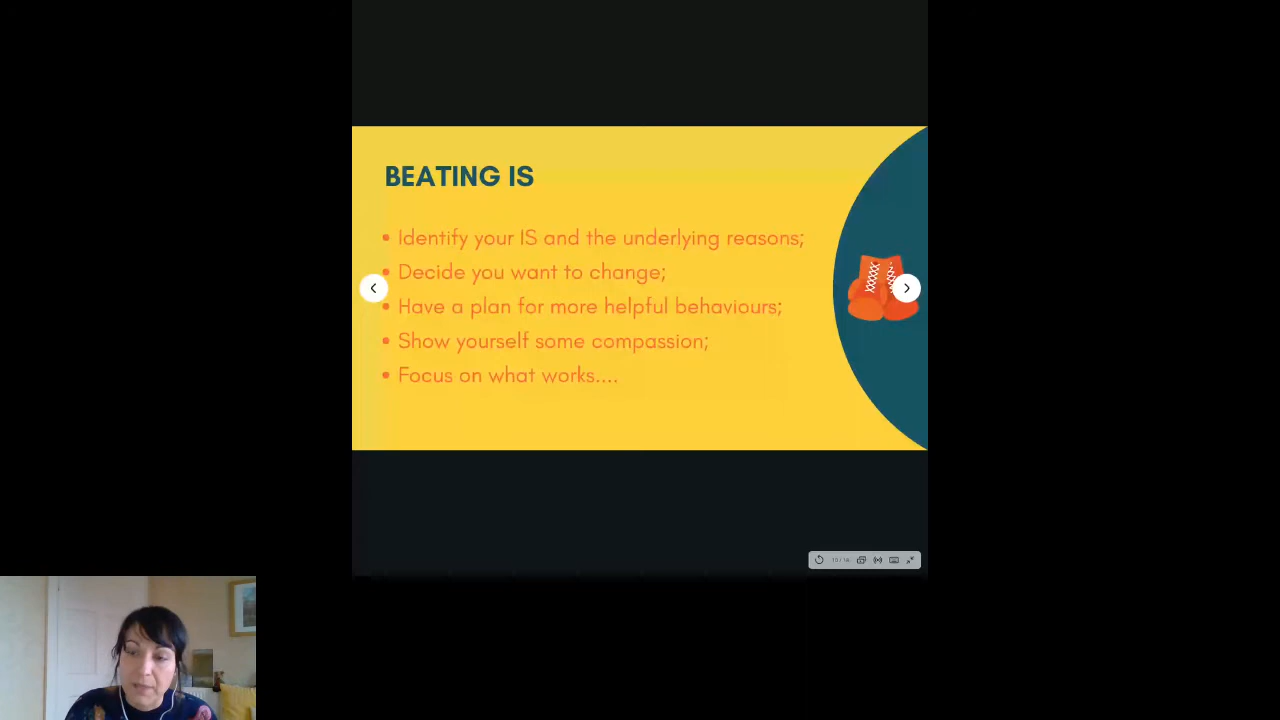 BEATING IS
• Identify your IS and the underlying reasons;
• Decide you want to change;
• Have a plan for more helpful behaviours;
• Show yourself some compassion;
• Focus on what works....